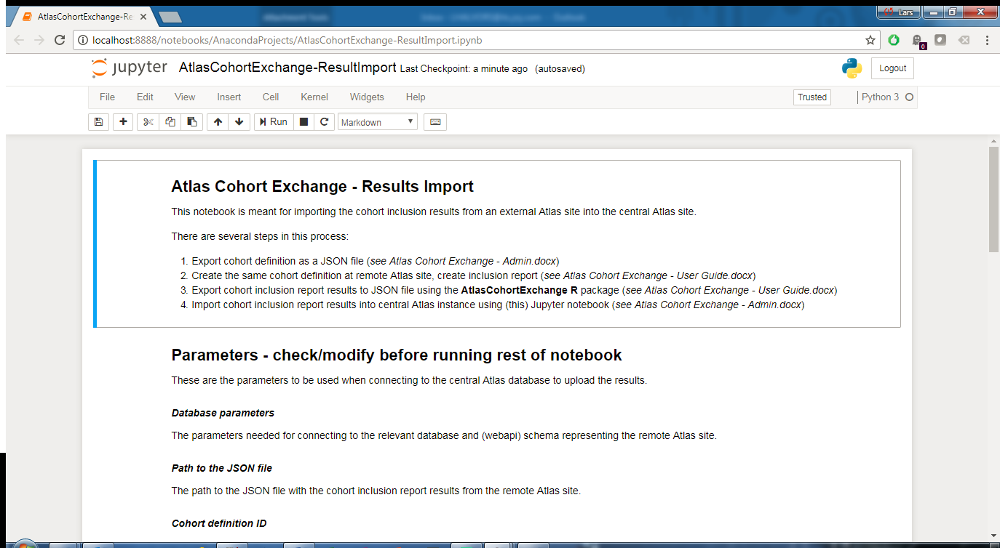 AtlasCohortExchange-Re
Lars
localhost:8888/notebooks/AnacondaProjects/AtlasCohortExchange-ResultImport.ipynb
0
jupyter AtlasCohortExchange-ResultImport Last Checkpoint: a minute ago (autosaved)
Logout
File Edit View Insert Cell Kernel Widgets Help
Trusted
Python 3
Run
Markdown
Atlas Cohort Exchange - Results Import
This notebook is meant for importing the cohort inclusion results from an external Atlas site into the central Atlas site.
There are several steps in this process:
1. Export cohort definition as a JSON file (see Atlas Cohort Exchange - Admin.docx)
2. Create the same cohort definition at remote Atlas site, create inclusion report (see Atlas Cohort Exchange - User Guide.docx)
3. Export cohort inclusion report results to JSON file using the AtlasCohortExchange R package (see Atlas Cohort Exchange - User Guide.docx)
4. Import cohort inclusion report results into central Atlas instance using (this) Jupyter notebook (see Atlas Cohort Exchange - Admin.docx)
Parameters - check/modify before running rest of notebook
These are the parameters to be used when connecting to the central Atlas database to upload the results.
Database parameters
The parameters needed for connecting to the relevant database and (webapi) schema representing the remote Atlas site.
Path to the JSON file
The path to the JSON file with the cohort inclusion report results from the remote Atlas site.
Cohort definition ID